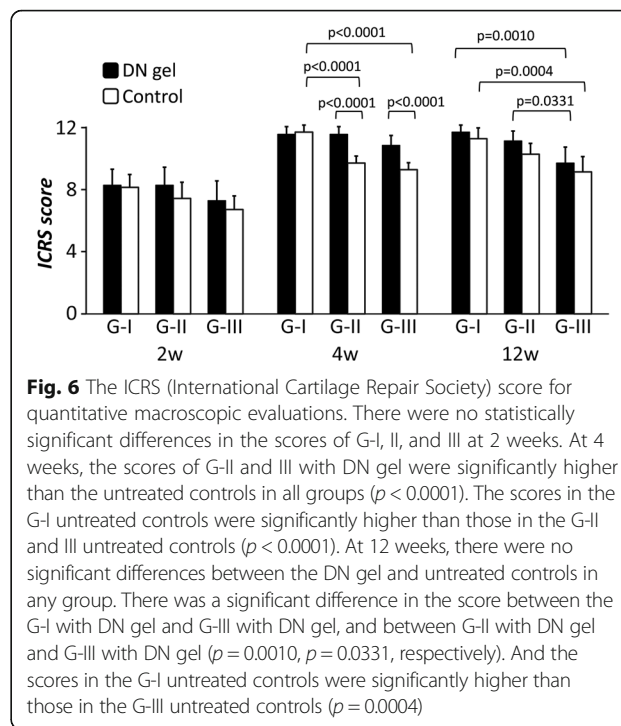 p<0.0001
p=0.0010
DN gel
p<0.0001
p=0.0004
Control
p<0.0001
p<0.0001
p=0.0331
12
8
4
0
ICRS score
G-I G-II G-III G-I G-II G-III G-I G-II G-III
2w 4w 12w
Fig. 6 The ICRS (International Cartilage Repair Society) score for
quantitative macroscopic evaluations. There were no statistically
significant differences in the scores of G-I, II, and III at 2 weeks. At 4
weeks, the scores of G-II and III with DN gel were significantly higher
than the untreated controls in all groups (p < 0.0001). The scores in the
G-I untreated controls were significantly higher than those in the G-II
and III untreated controls (p < 0.0001). At 12 weeks, there were no
significant differences between the DN gel and untreated controls in
any group. There was a significant difference in the score between the
G-I with DN gel and G-III with DN gel, and between G-II with DN gel
and G-III with DN gel (p = 0.0010, p = 0.0331, respectively). And the
scores in the G-I untreated controls were significantly higher than
those in the G-III untreated controls (p = 0.0004)